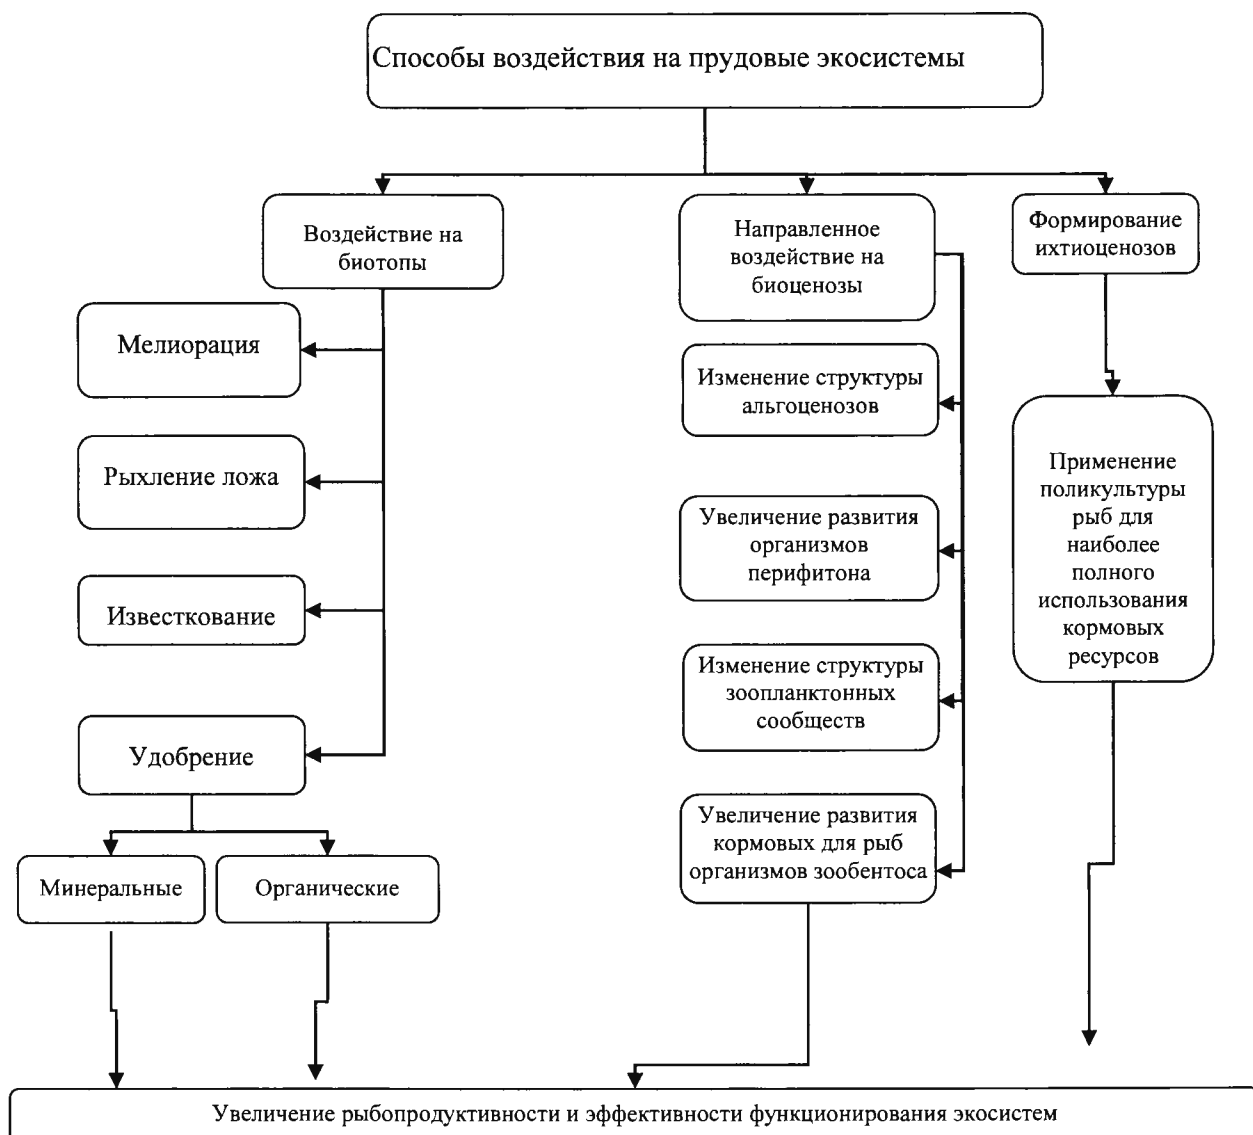 Способы воздействия на прудовые экосистемы
Воздействие на
биотопы
Мелиорация
Рыхление ложа
Известкование
Удобрение
Минеральные
Органические
Направленное
воздействие на
биоценозы
Изменение структуры
альгоценозов
Увеличение развития
организмов
перифитона
Изменение структуры
зоопланктонных
сообществ
Увеличение развития
кормовых для рыб
организмов зообентоса
Формирование
ихтиоценозов
Применение
поликультуры
рыб для
наиболее
полного
использования
кормовых
ресурсов
Увеличение рыбопродуктивности и эффективности функционирования экосистем